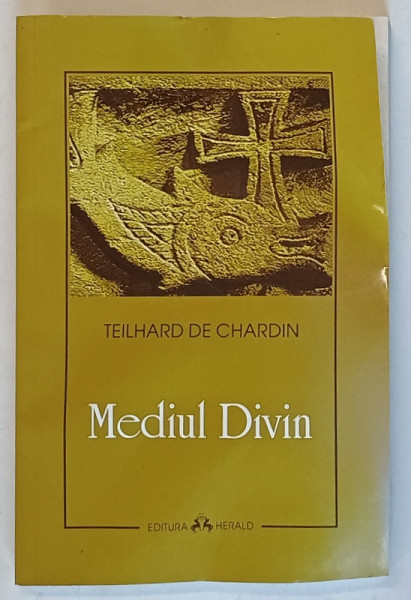 TEILHARD DE CHARDIN
Mediul Divin
EDITURA HERALD